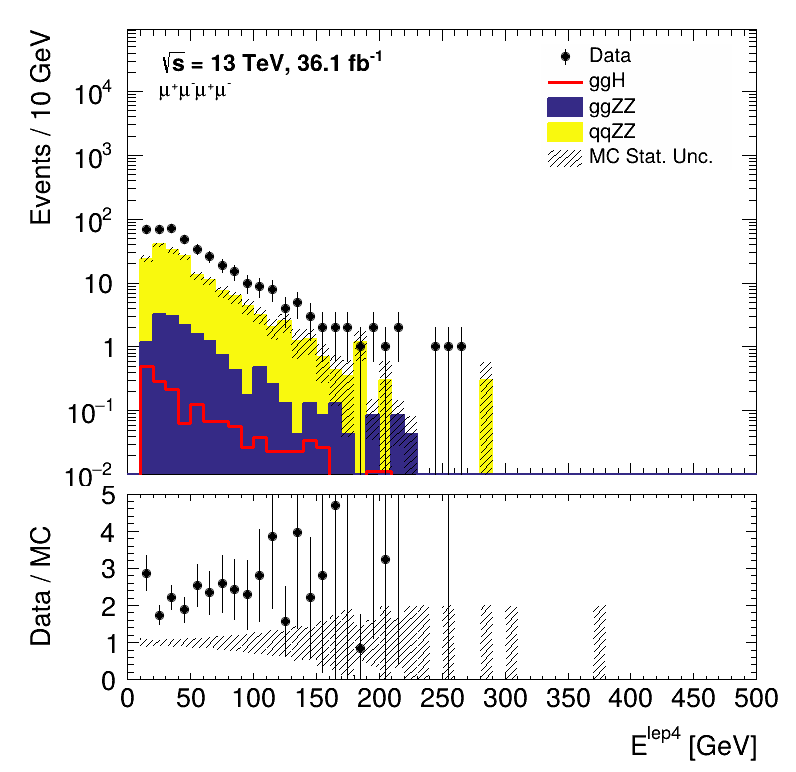 Events / 10 GeV
√s = 13 TeV, 36.1 fb⁻¹
μ⁺μ⁻μ⁺μ⁻
Data
ggH
ggZZ
qqZZ
MC Stat. Unc.
10⁴
10³
10²
10
1
10⁻¹
10⁻²
Data / MC
5
4
3
2
1
0
0 50 100 150 200 250 300 350 400 450 500
E^lep4 [GeV]